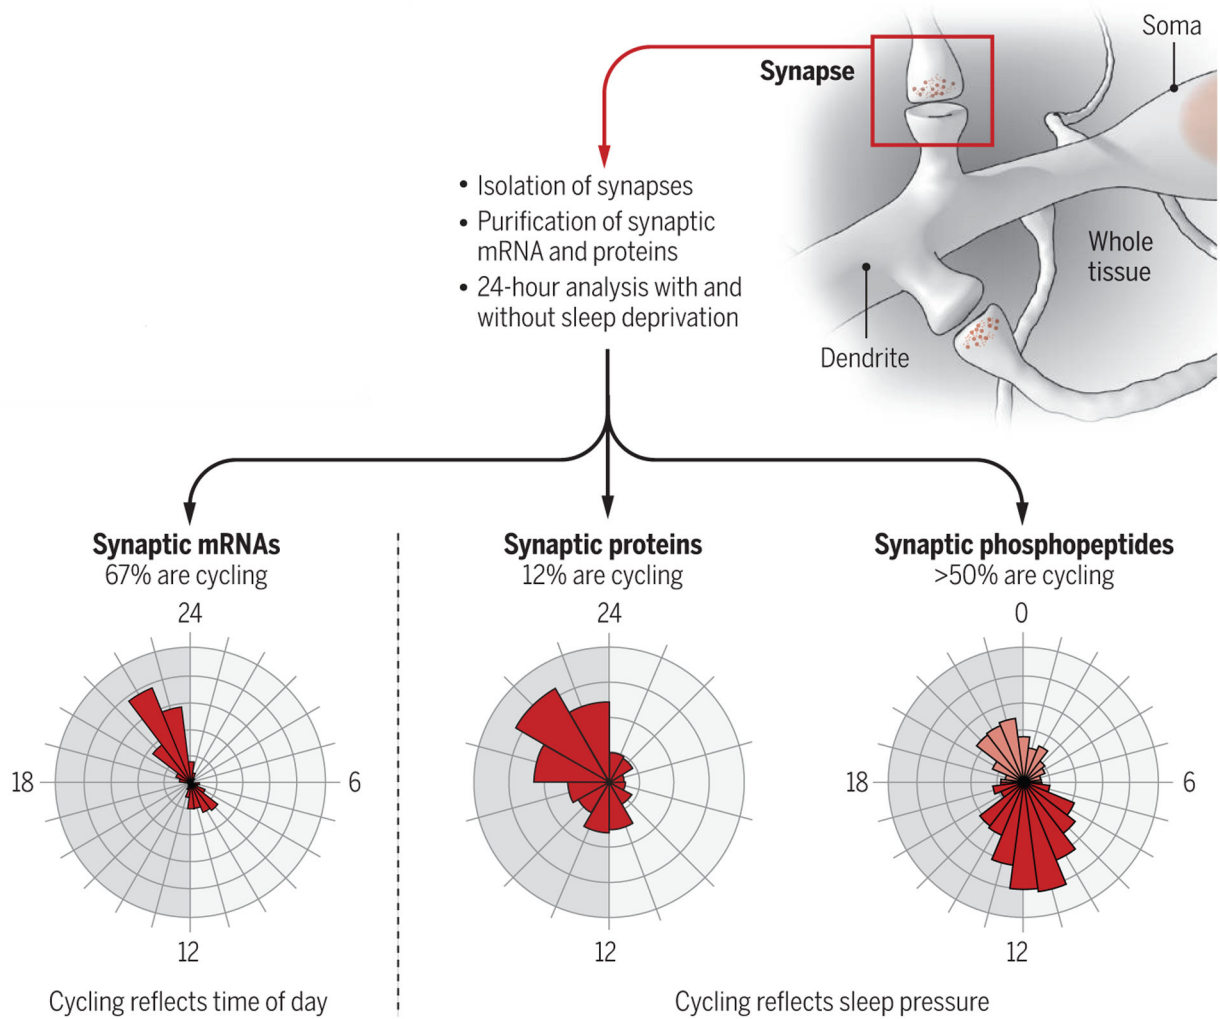 Soma
Synapse
• Isolation of synapses
• Purification of synaptic
mRNA and proteins
• 24-hour analysis with and
without sleep deprivation
Whole
tissue
Dendrite
Synaptic mRNAs
67% are cycling
24
18
6
12
Cycling reflects time of day
Synaptic proteins
12% are cycling
24
12
Synaptic phosphopeptides
>50% are cycling
0
18
6
12
Cycling reflects sleep pressure